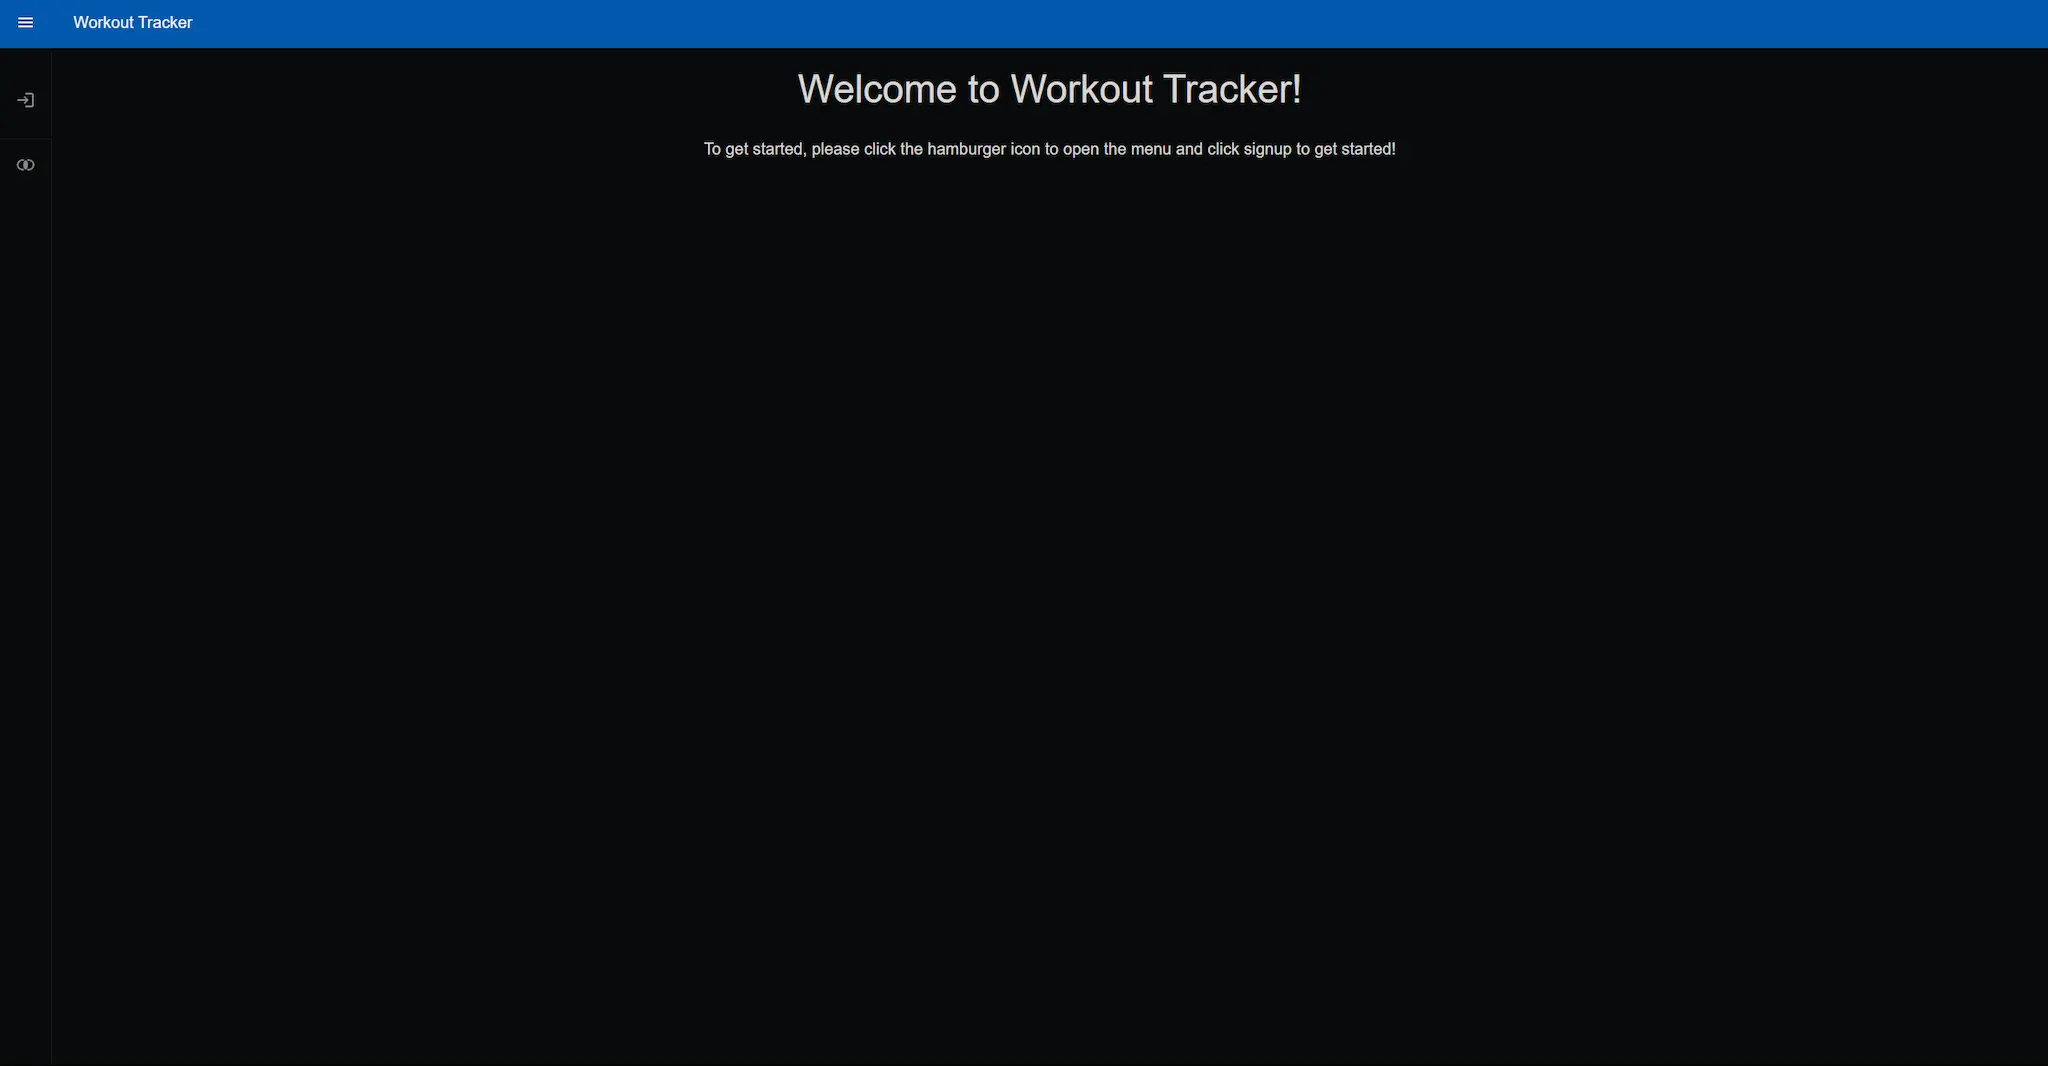 Workout Tracker
Welcome to Workout Tracker!
To get started, please click the hamburger icon to open the menu and click signup to get started!